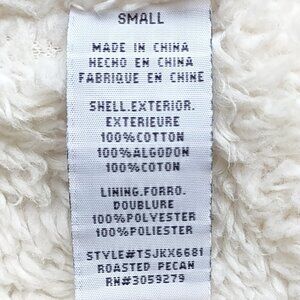 SMALL
MADE IN CHINA
HECHO EN CHINA
FABRIQUE EN CHINE
SHELL.EXTERIOR.
EXTERIEURE
100%COTTON
100%ALGODON
100%COTON
LINING.FORRO.
DOUBLURE
100%POLYESTER
100%POLIESTER
STYLE#TSJKX6681
ROASTED PECAN
RN#3059279